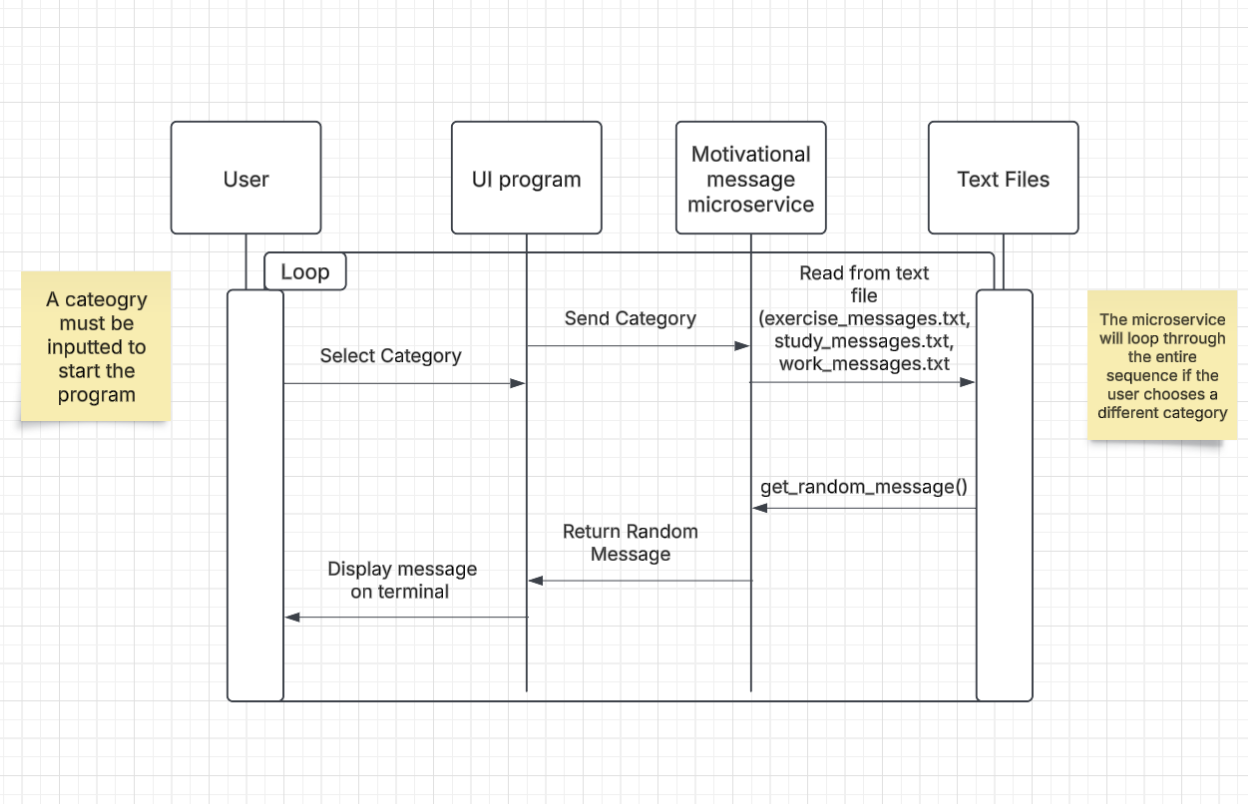 User
UI program
Motivational
message
microservice
Text Files
Loop
A cateogry
must be
inputted to
start the
program
Select Category
Send Category
Read from text
file
(exercise_messages.txt,
study_messages.txt,
work_messages.txt
The microservice
will loop thrrough
the entire
sequence if the
user chooses a
different category
get_random_message()
Return Random
Message
Display message
on terminal